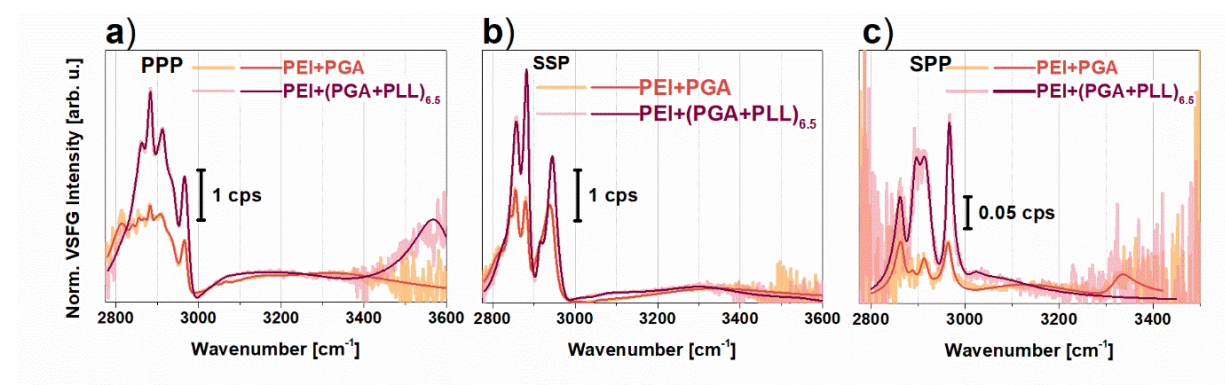 a)
PPP
PEI+PGA
PEI+(PGA+PLL)6.5
1 cps
Norm. VSFG Intensity [arb. u.]
2800 3000 3200 3400 3600
Wavenumber [cm-1]
b)
SSP
PEI+PGA
PEI+(PGA+PLL)6.5
1 cps
2800 3000 3200 3400 3600
Wavenumber [cm-1]
c)
SPP
PEI+PGA
PEI+(PGA+PLL)6.5
0.05 cps
2800 3000 3200 3400
Wavenumber [cm-1]